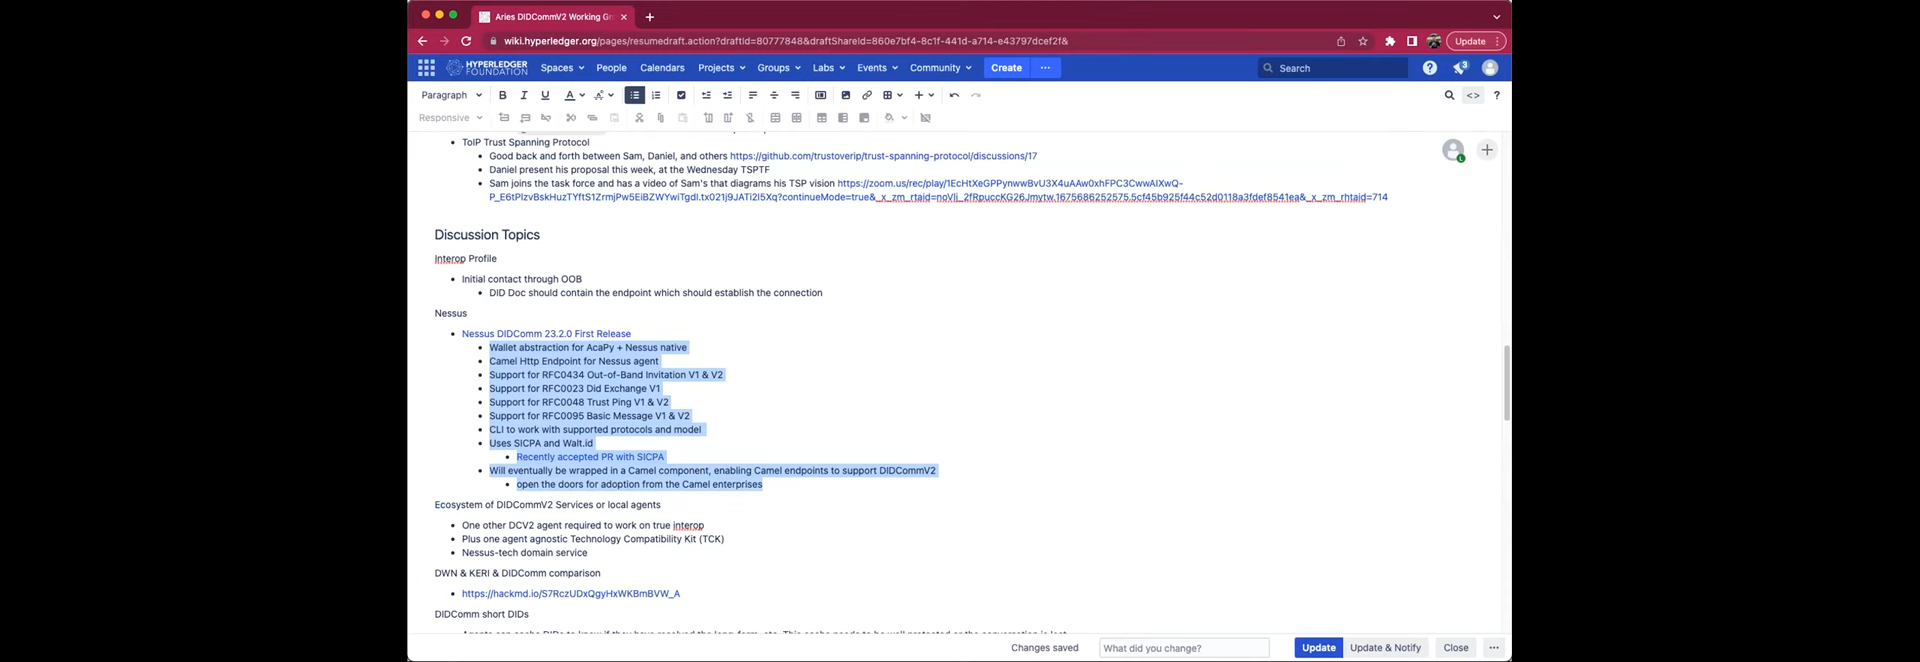 Aries DIDCommV2 Working Gr
wiki.hyperledger.org/pages/resumedraft.action?draftId=80777848&draftShareId=860e7bf4-8c1f-441d-a714-e43797dcef2f&
Update
HYPERLEDGER
FOUNDATION
Spaces People Calendars Projects Groups Labs Events Community Create
Search
3
Paragraph
Responsive
ToIP Trust Spanning Protocol
Good back and forth between Sam, Daniel, and others https://github.com/trustoverip/trust-spanning-protocol/discussions/17
Daniel present his proposal this week, at the Wednesday TSPTF
Sam joins the task force and has a video of Sam's that diagrams his TSP vision https://zoom.us/rec/play/1EcHtXeGPPynwwBvU3X4uAAw0xhFPC3CwwAIXwQ-
Discussion Topics
Interop Profile
Initial contact through OOB
DID Doc should contain the endpoint which should establish the connection
Nessus
Nessus DIDComm 23.2.0 First Release
Wallet abstraction for AcaPy + Nessus native
Camel Http Endpoint for Nessus agent
Support for RFC0434 Out-of-Band Invitation V1 & V2
Support for RFC0023 Did Exchange V1
Support for RFC0048 Trust Ping V1 & V2
Support for RFC0095 Basic Message V1 & V2
CLI to work with supported protocols and model
Uses SICPA and Walt.id
Recently accepted PR with SICPA
Will eventually be wrapped in a Camel component, enabling Camel endpoints to support DIDCommV2
open the doors for adoption from the Camel enterprises
Ecosystem of DIDCommV2 Services or local agents
One other DCV2 agent required to work on true interop
Plus one agent agnostic Technology Compatibility Kit (TCK)
Nessus-tech domain service
DWN & KERI & DIDComm comparison
https://hackmd.io/S7RczUDxQgyHxWKBmBVW_A
DIDComm short DIDs
Changes saved
What did you change?
Update
Update & Notify
Close